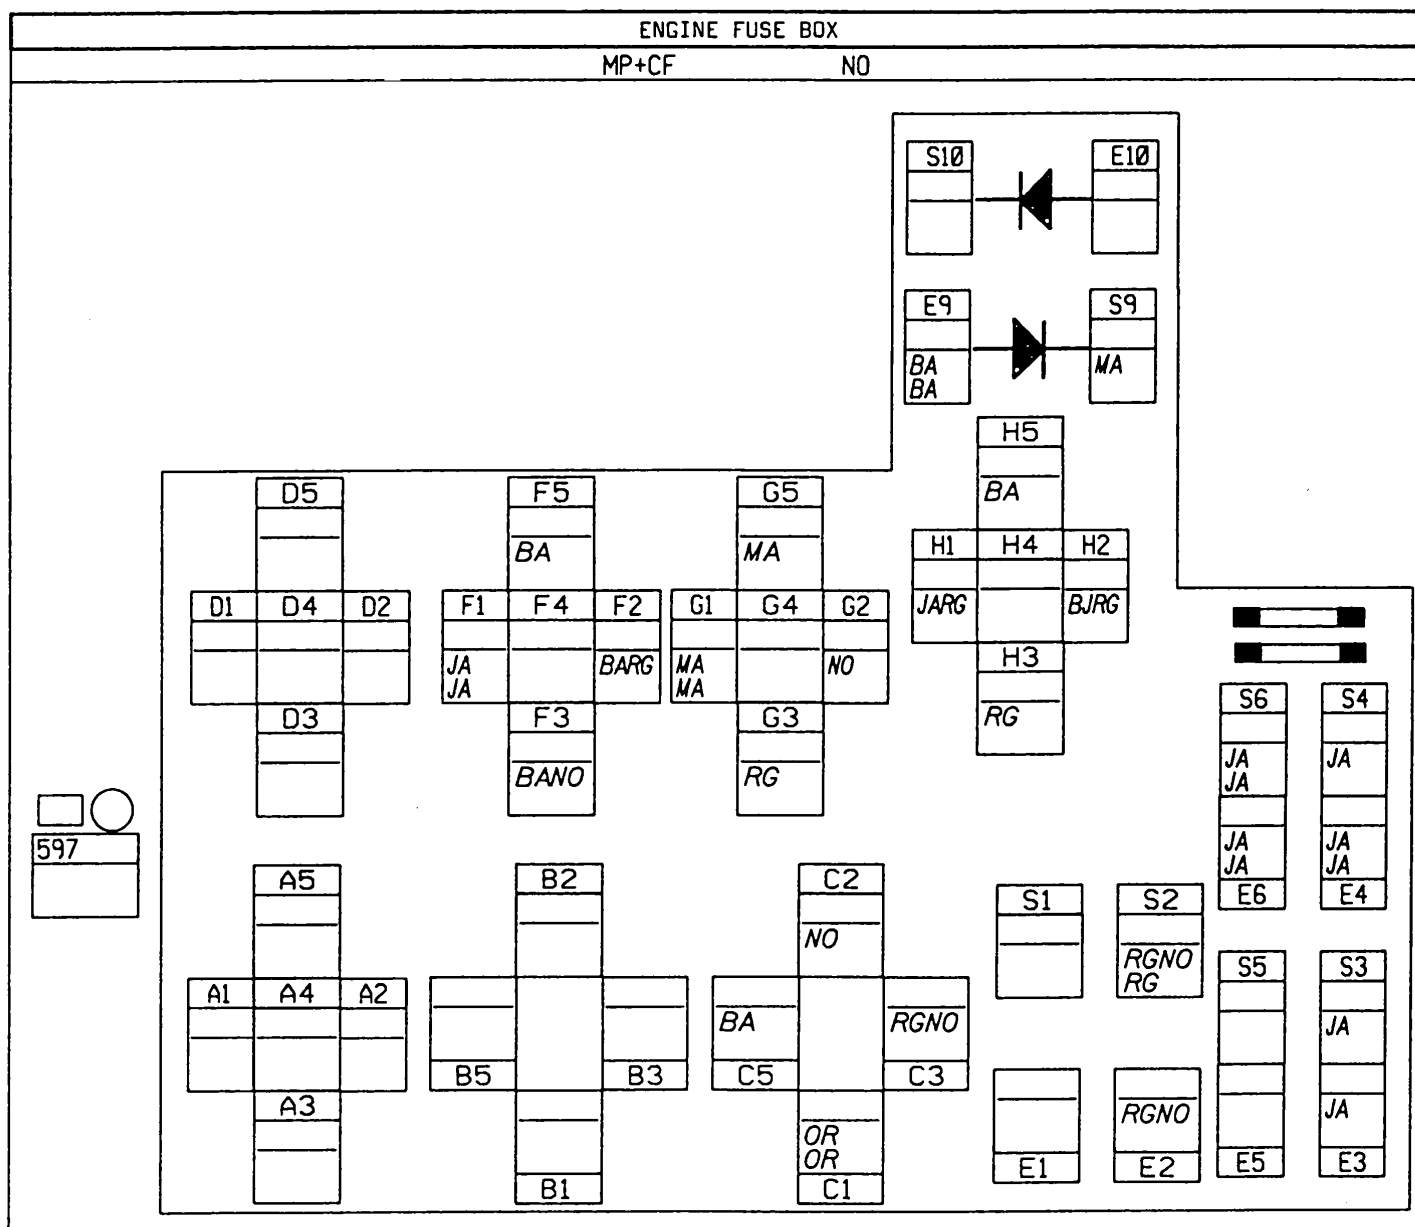 ENGINE FUSE BOX
MP+CF NO
S10 E10
E9 S9
BA MA
BA
H5
BA
D5 F5 G5
BA MA
H1 H4 H2
JARG BJRG
D1 D4 D2 F1 F4 F2 G1 G4 G2
JA BARG MA NO
JA MA
H3
RG
D3 F3 G3
BANO RG
S6 S4
JA JA
JA
JA JA
JA JA
E6 E4
597
A5 B2 C2
NO
S1 S2
RGNO
RG
A1 A4 A2
BA RGNO
B5 B3 C5 C3
S5 S3
JA
A3
OR
OR
B1 C1
RGNO
JA
E1 E2 E5 E3